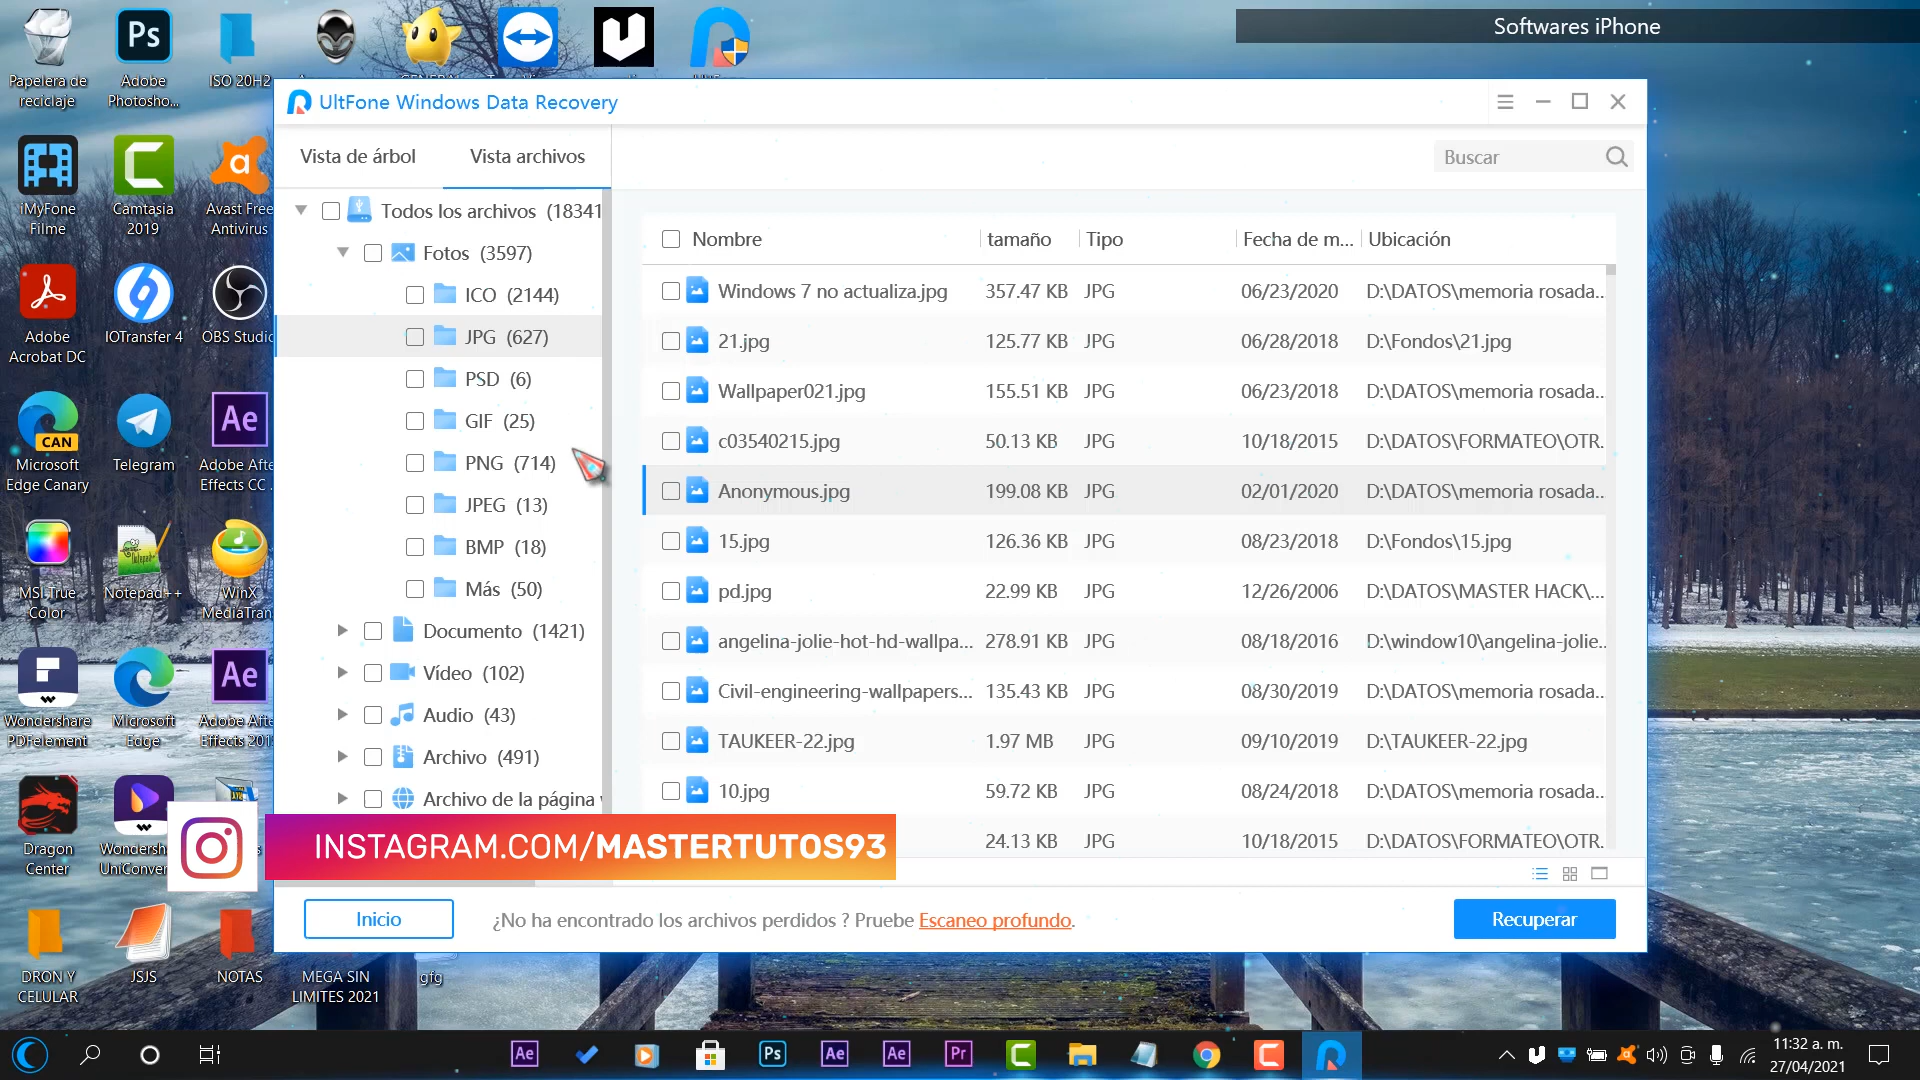 Softwares iPhone
Papelera de
reciclaje
Adobe
Photosho...
ISO 20H2
UltFone Windows Data Recovery
Vista de árbol
Vista archivos
Buscar
iMyFone
Filme
Camtasia
2019
Avast Free
Antivirus
Adobe
Acrobat DC
IOTransfer 4
OBS Studio
CAN
Microsoft
Edge Canary
Telegram
Adobe Afte
Effects CC .
MSI True
Color
Notepad++
WinX
MediaTran
Wondershare
PDFelement
Microsoft
Edge
Adobe Afte
Effects 201
Dragon
Center
Wondersh
UniConver
DRON Y
CELULAR
JSJS
NOTAS
MEGA SIN
LIMITES 2021
gfg
Todos los archivos (18341
Fotos (3597)
ICO (2144)
JPG (627)
PSD (6)
GIF (25)
PNG (714)
JPEG (13)
BMP (18)
Más (50)
Documento (1421)
Vídeo (102)
Audio (43)
Archivo (491)
Archivo de la página
Nombre tamaño Tipo Fecha de m... Ubicación
Windows 7 no actualiza.jpg 357.47 KB JPG 06/23/2020 D:\DATOS\memoria rosada..
21.jpg 125.77 KB JPG 06/28/2018 D:\Fondos\21.jpg
Wallpaper021.jpg 155.51 KB JPG 06/23/2018 D:\DATOS\memoria rosada..
c03540215.jpg 50.13 KB JPG 10/18/2015 D:\DATOS\FORMATEO\OTR.
Anonymous.jpg 199.08 KB JPG 02/01/2020 D:\DATOS\memoria rosada..
15.jpg 126.36 KB JPG 08/23/2018 D:\Fondos\15.jpg
pd.jpg 22.99 KB JPG 12/26/2006 D:\DATOS\MASTER HACK\...
angelina-jolie-hot-hd-wallpa... 278.91 KB JPG 08/18/2016 D:\window10\angelina-jolie..
Civil-engineering-wallpapers... 135.43 KB JPG 08/30/2019 D:\DATOS\memoria rosada..
TAUKEER-22.jpg 1.97 MB JPG 09/10/2019 D:\TAUKEER-22.jpg
10.jpg 59.72 KB JPG 08/24/2018 D:\DATOS\memoria rosada..
24.13 KB JPG 10/18/2015 D:\DATOS\FORMATEO\OTR.
INSTAGRAM.COM/MASTERTUTOS93
Inicio
¿No ha encontrado los archivos perdidos ? Pruebe Escaneo profundo.
Recuperar
11:32 a. m.
27/04/2021